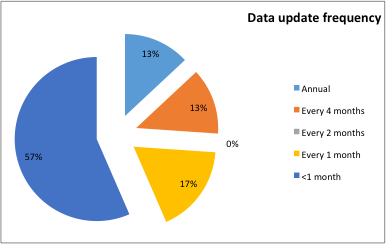 Data update frequency
13%
13%
0%
17%
57%
Annual
Every 4 months
Every 2 months
Every 1 month
<1 month